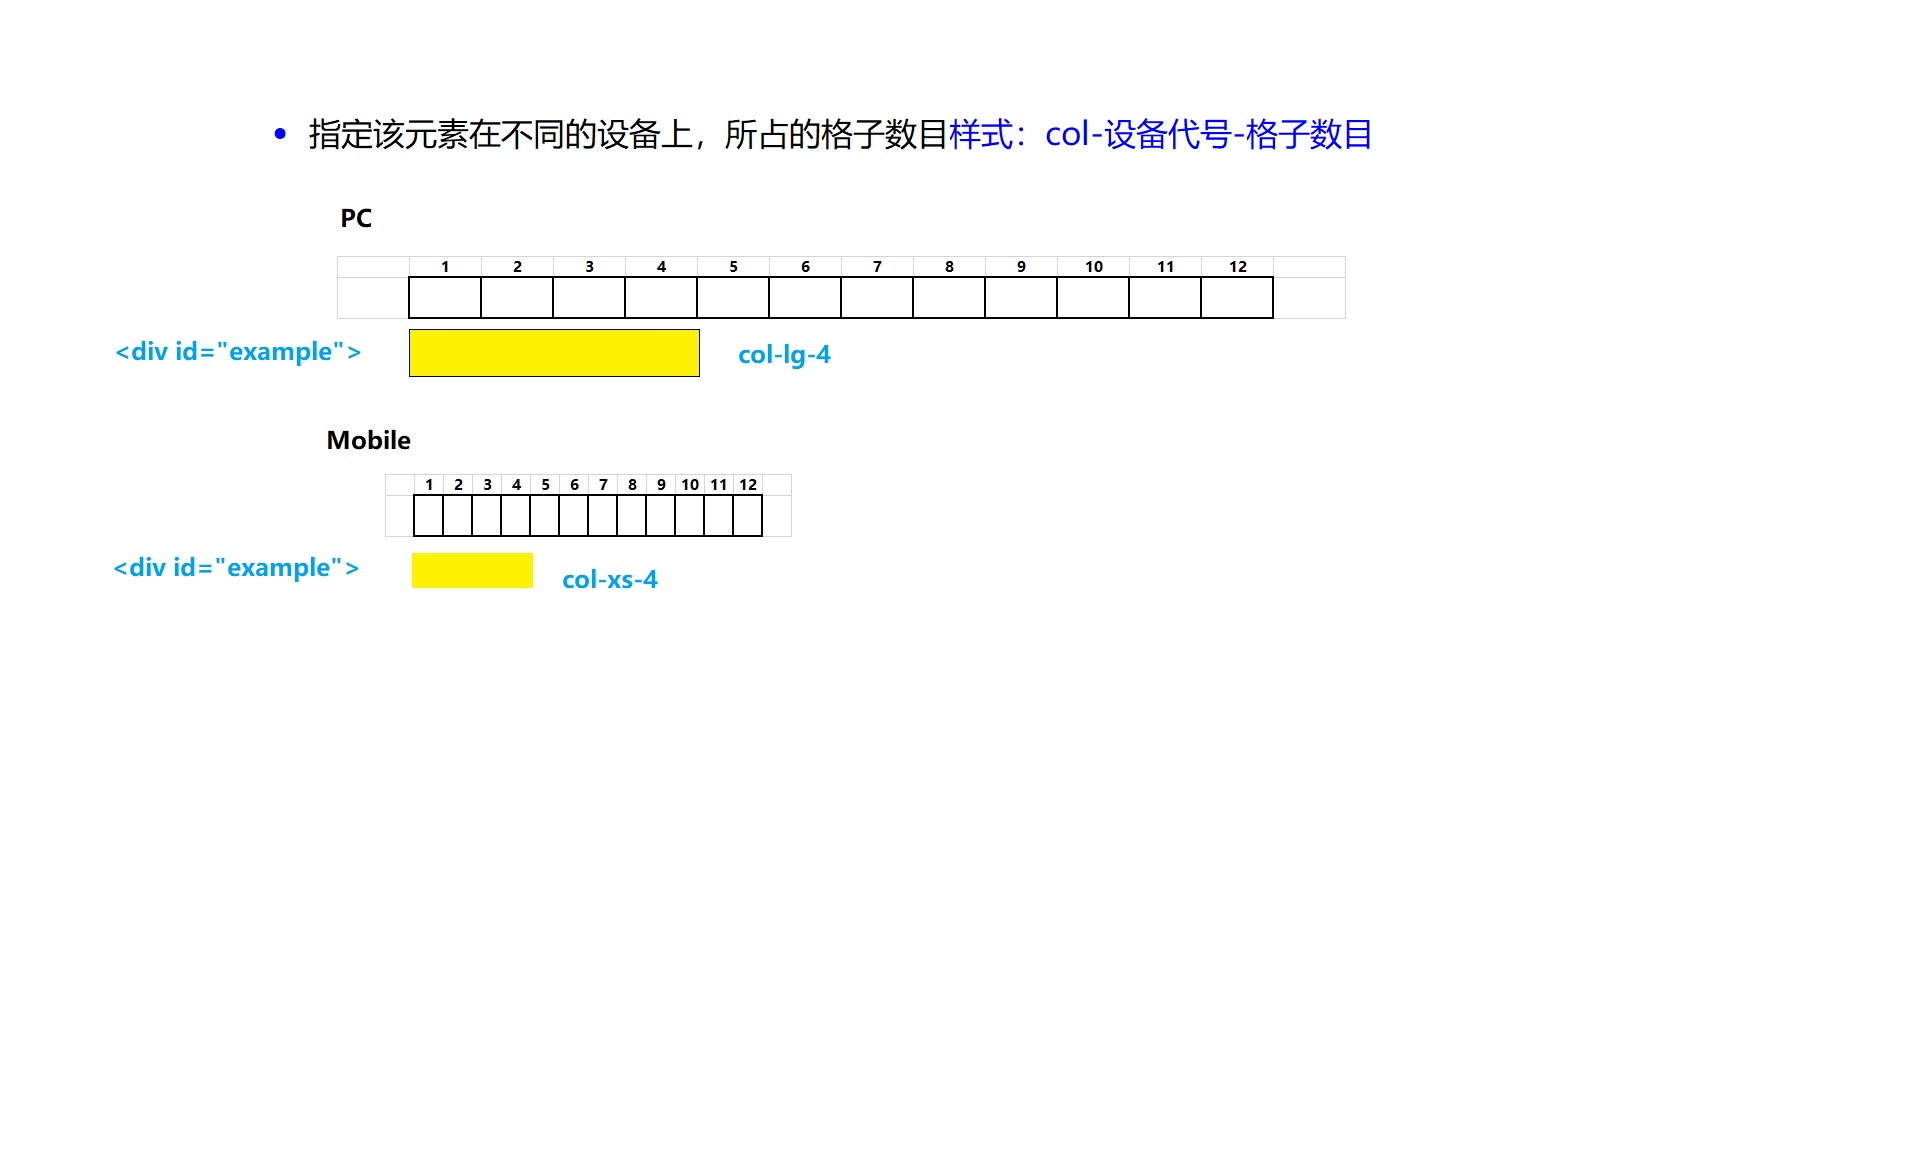 指定该元素在不同的设备上，所占的格子数目样式：col-设备代号-格子数目
PC
1 2 3 4 5 6 7 8 9 10 11 12
<div id="example">
col-lg-4
Mobile
1 2 3 4 5 6 7 8 9 10 11 12
<div id="example">
col-xs-4